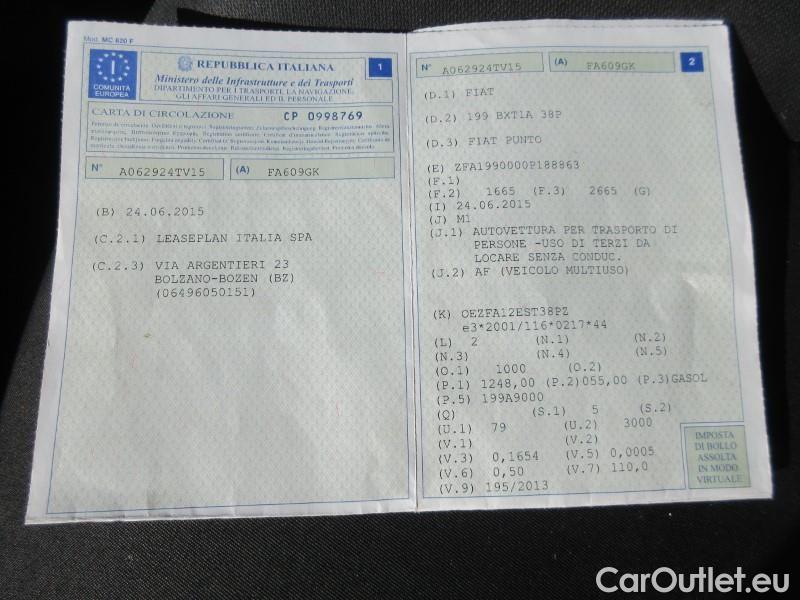 Mod. MC 820 F
COMUNITÀ
EUROPEA
REPUBBLICA ITALIANA
1
Ministero delle Infrastrutture e dei Trasporti
DIPARTIMENTO PER I TRASPORTI, LA NAVIGAZIONE,
GLI AFFARI GENERALI ED IL PERSONALE
CARTA DI CIRCOLAZIONE CP 0998769
N° A062924TV15 (A) FA609GK
(B) 24.06.2015
(C.2.1) LEASEPLAN ITALIA SPA
(C.2.3) VIA ARGENTIERI 23
BOLZANO-BOZEN (BZ)
(06496050151)
N° A062924TV15 (A) FA609GK 2
(D.1) FIAT
(D.2) 199 BXT1A 38P
(D.3) FIAT PUNTO
(E) ZFA1990000P188863
(F.1)
(F.2) 1665 (F.3) 2665 (G)
(I) 24.06.2015
(J) M1
(J.1) AUTOVETTURA PER TRASPORTO DI
PERSONE -USO DI TERZI DA
LOCARE SENZA CONDUC.
(J.2) AF (VEICOLO MULTIUSO)
(K) OEZFA12EST38PZ
e3*2001/116*0217*44
(L) 2 (N.1) (N.2)
(N.3) (N.4) (N.5)
(O.1) 1000 (O.2)
(P.1) 1248,00 (P.2)055,00 (P.3)GASOL
(P.5) 199A9000
(Q) (S.1) 5 (S.2)
(U.1) 79 (U.2) 3000
(V.1) (V.2)
(V.3) 0,1654 (V.5) 0,0005
(V.6) 0,50 (V.7) 110,0
(V.9) 195/2013
IMPOSTA
DI BOLLO
ASSOLTA
IN MODO
VIRTUALE
CarOutlet.eu